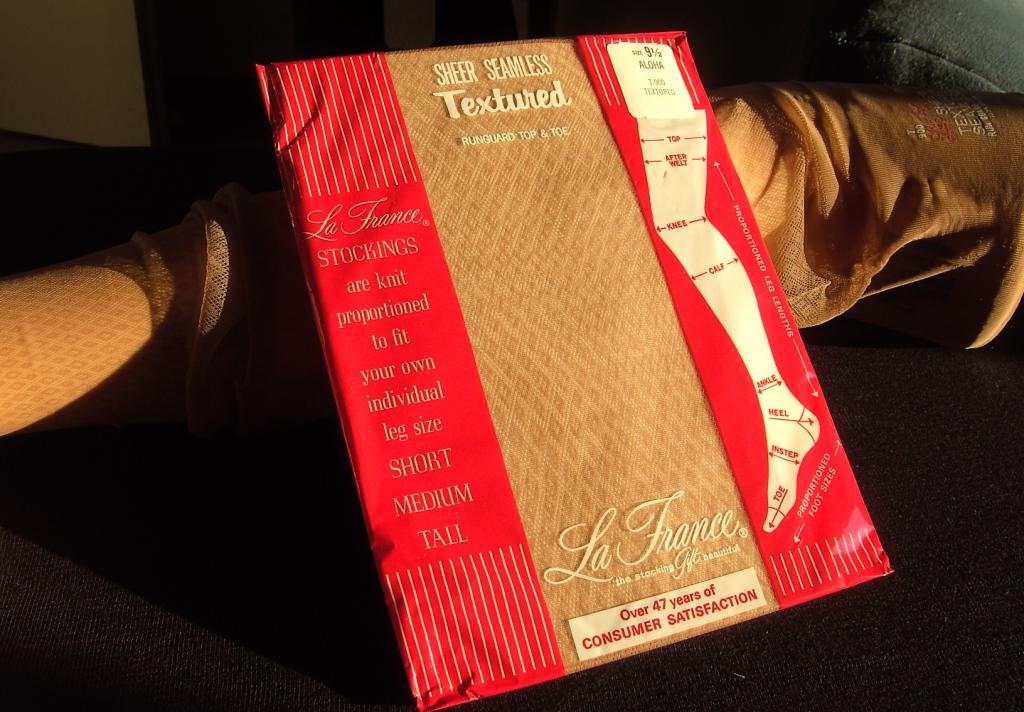 SHEER SEAMLESS
Textured
RUNGUARD TOP & TOE
La France®
STOCKINGS
are knit
proportioned
to fit
your own
individual
leg size
SHORT
MEDIUM
TALL
SIZE 9½
ALOHA
T-900
TEXTURED
TOP
AFTER
WELT
KNEE
CALF
ANKLE
HEEL
INSTEP
TOE
PROPORTIONED LEG LENGTHS
PROPORTIONED
FOOT SIZES
La France®
the stocking Gift beautiful
Over 47 years of
CONSUMER SATISFACTION